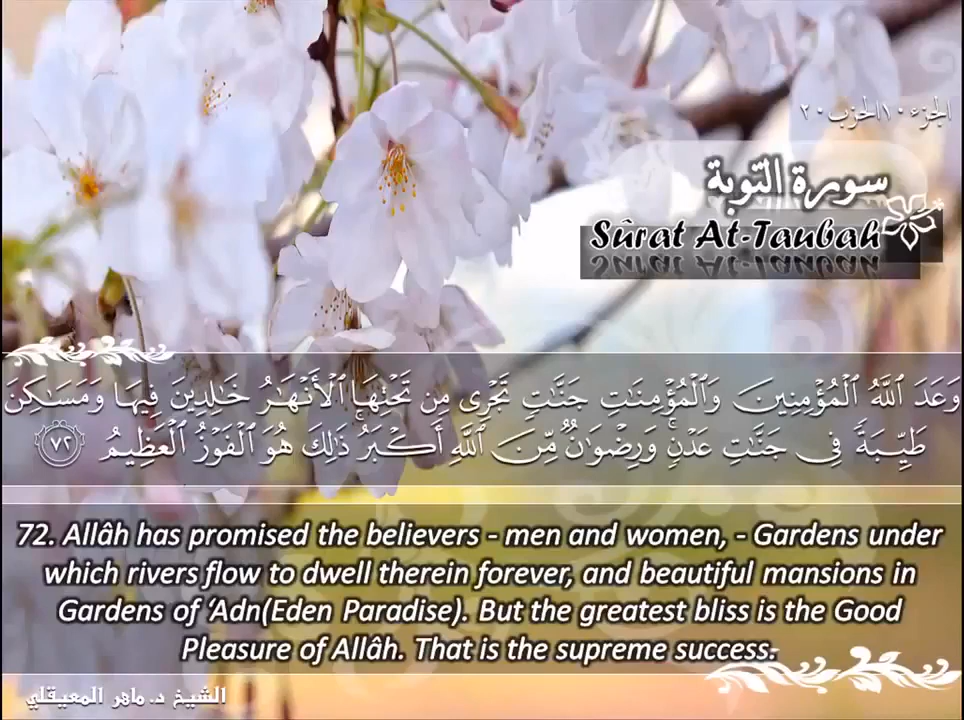 الجزء ١٠ الحزب ٢٠
سورة التوبة
Sûrat At-Taubah
وَعَدَ ٱللَّهُ ٱلْمُؤْمِنِينَ وَٱلْمُؤْمِنَٰتِ جَنَّٰتٍ تَجْرِى مِن تَحْتِهَا ٱلْأَنْهَٰرُ خَٰلِدِينَ فِيهَا وَمَسَٰكِنَ
طَيِّبَةً فِى جَنَّٰتِ عَدْنٍ ۚ وَرِضْوَٰنٌ مِّنَ ٱللَّهِ أَكْبَرُ ۚ ذَٰلِكَ هُوَ ٱلْفَوْزُ ٱلْعَظِيمُ ٧٢
72. Allâh has promised the believers - men and women, - Gardens under
which rivers flow to dwell therein forever, and beautiful mansions in
Gardens of ‘Adn(Eden Paradise). But the greatest bliss is the Good
Pleasure of Allâh. That is the supreme success.
الشيخ د. ماهر المعيقلي